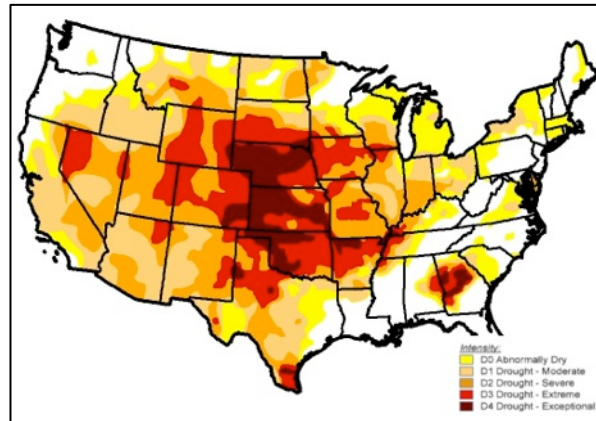 Intensity:
D0 Abnormally Dry
D1 Drought - Moderate
D2 Drought - Severe
D3 Drought - Extreme
D4 Drought - Exceptional